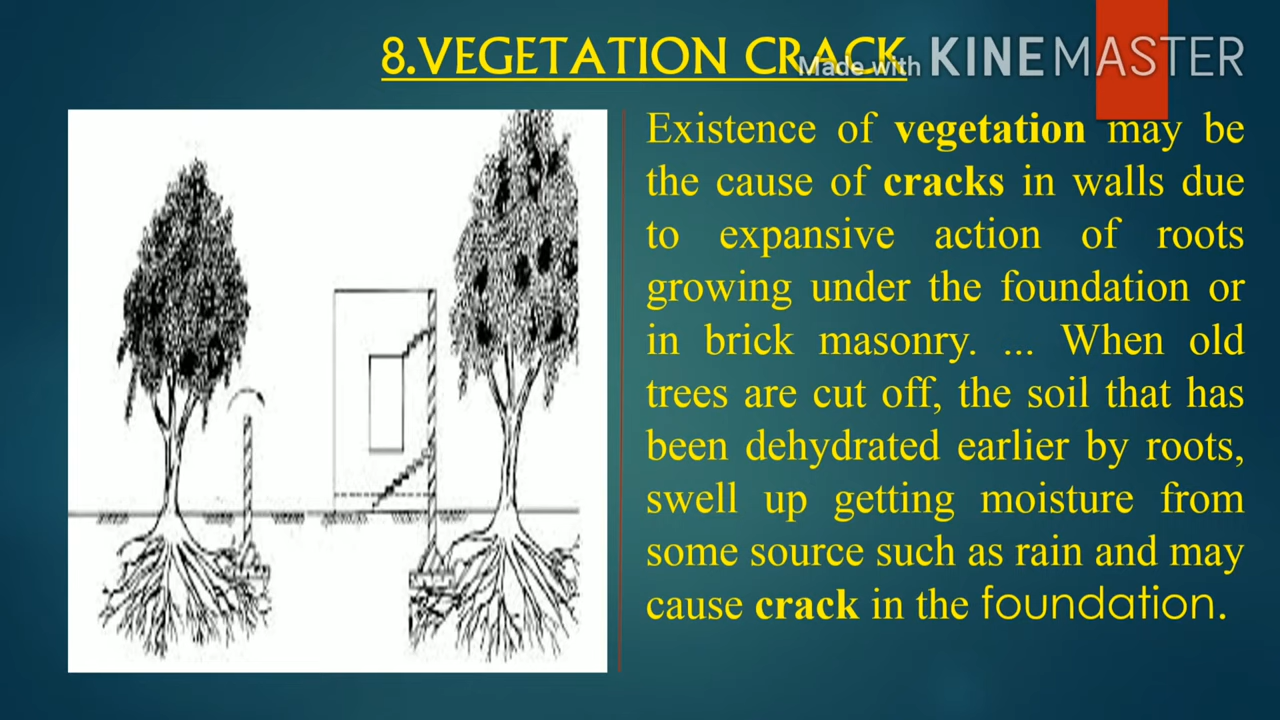 8.VEGETATION CRACK
Made with KINEMASTER
Existence of vegetation may be
the cause of cracks in walls due
to expansive action of roots
growing under the foundation or
in brick masonry. ... When old
trees are cut off, the soil that has
been dehydrated earlier by roots,
swell up getting moisture from
some source such as rain and may
cause crack in the foundation.